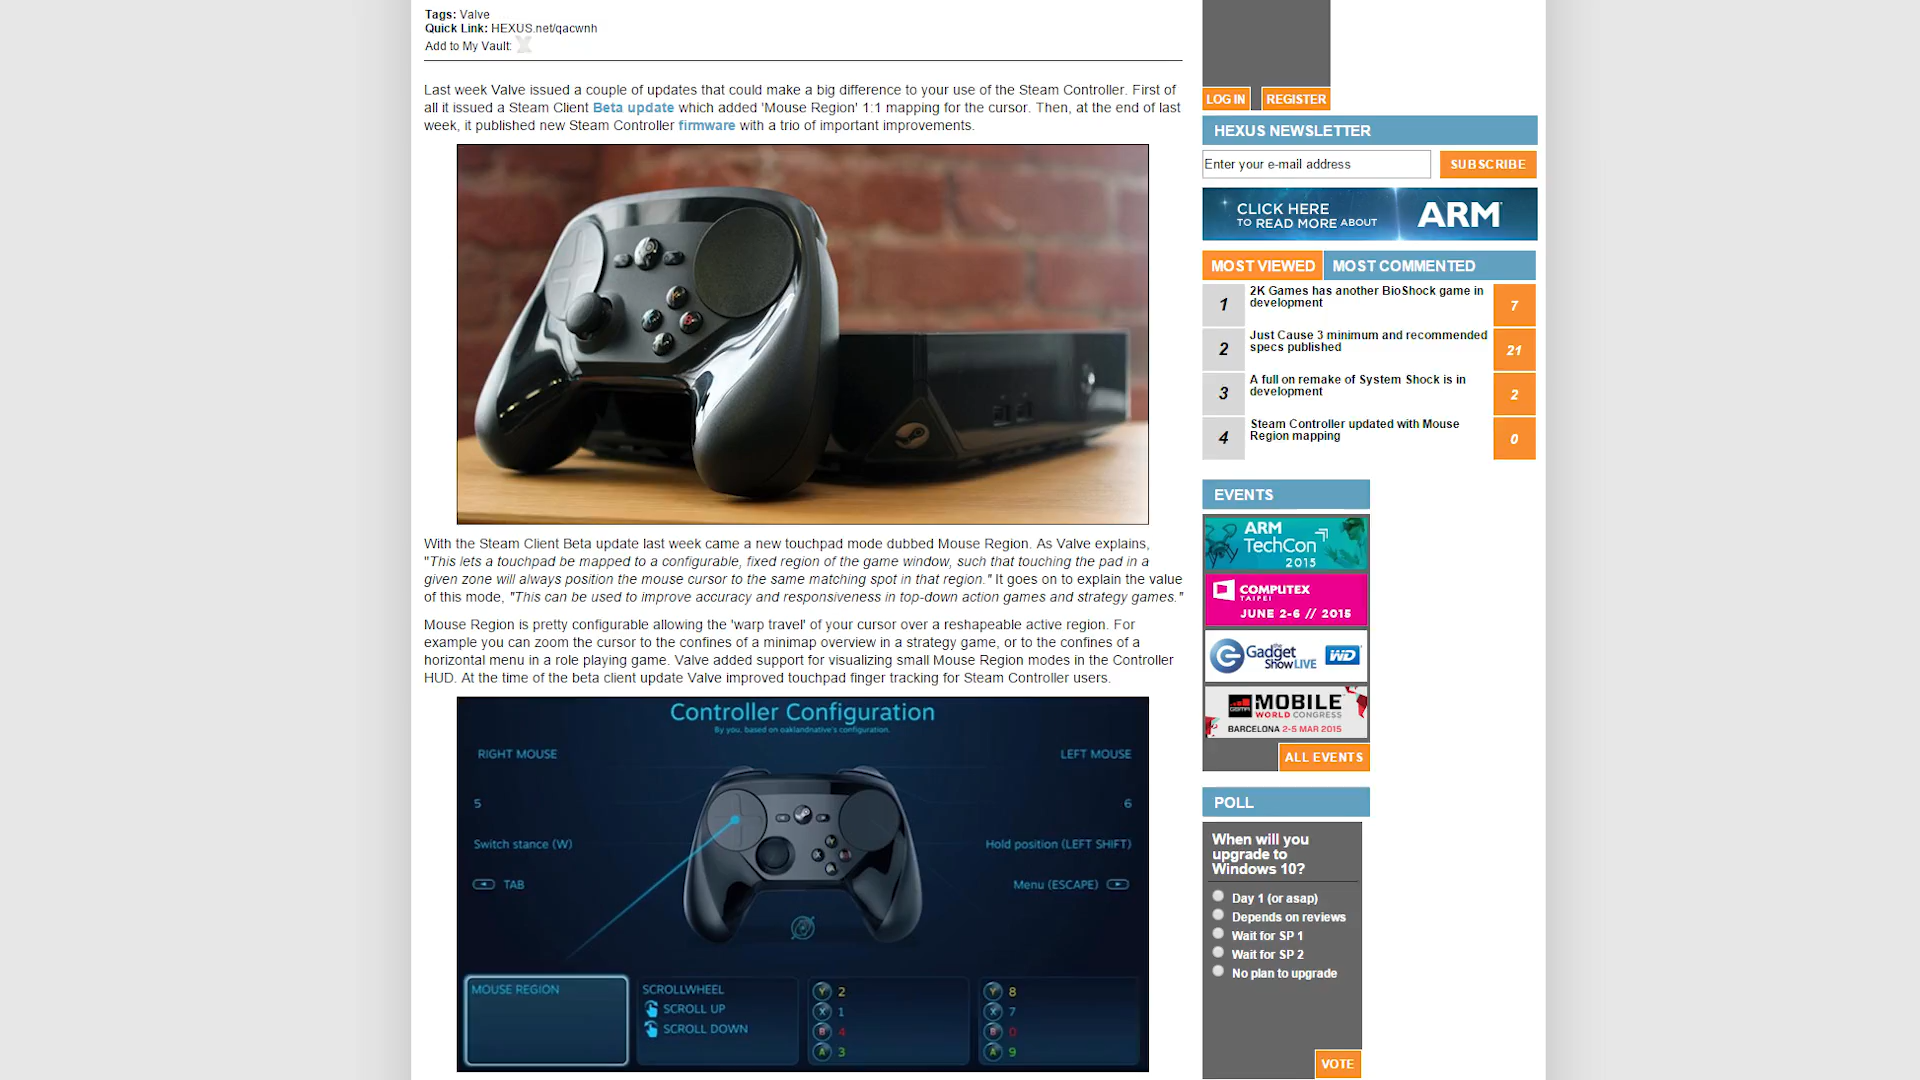 Tags: Valve
Quick Link: HEXUS.net/qacwnh
Add to My Vault:
Last week Valve issued a couple of updates that could make a big difference to your use of the Steam Controller. First of
all it issued a Steam Client Beta update which added 'Mouse Region' 1:1 mapping for the cursor. Then, at the end of last
week, it published new Steam Controller firmware with a trio of important improvements.
With the Steam Client Beta update last week came a new touchpad mode dubbed Mouse Region. As Valve explains,
"This lets a touchpad be mapped to a configurable, fixed region of the game window, such that touching the pad in a
given zone will always position the mouse cursor to the same matching spot in that region." It goes on to explain the value
of this mode, "This can be used to improve accuracy and responsiveness in top-down action games and strategy games."
Mouse Region is pretty configurable allowing the 'warp travel' of your cursor over a reshapeable active region. For
example you can zoom the cursor to the confines of a minimap overview in a strategy game, or to the confines of a
horizontal menu in a role playing game. Valve added support for visualizing small Mouse Region modes in the Controller
HUD. At the time of the beta client update Valve improved touchpad finger tracking for Steam Controller users.
Controller Configuration
By you, based on oaklandnative's configuration.
RIGHT MOUSE
LEFT MOUSE
5
6
Switch stance (W)
Hold position (LEFT SHIFT)
TAB
Menu (ESCAPE)
MOUSE REGION
SCROLLWHEEL
SCROLL UP
SCROLL DOWN
Y 2
X 1
B 4
A 3
Y 8
X 7
B 0
A 9
LOG IN
REGISTER
HEXUS NEWSLETTER
Enter your e-mail address
SUBSCRIBE
CLICK HERE
TO READ MORE ABOUT
ARM
MOST VIEWED
MOST COMMENTED
1 2K Games has another BioShock game in 7
development
2 Just Cause 3 minimum and recommended 21
specs published
3 A full on remake of System Shock is in 2
development
4 Steam Controller updated with Mouse 0
Region mapping
EVENTS
ARM
TechCon
2015
COMPUTEX
TAIPEI
JUNE 2-6 // 2015
the
Gadget
Show LIVE
WD
GSMA
MOBILE
WORLD CONGRESS
BARCELONA 2-5 MAR 2015
ALL EVENTS
POLL
When will you
upgrade to
Windows 10?
Day 1 (or asap)
Depends on reviews
Wait for SP 1
Wait for SP 2
No plan to upgrade
VOTE